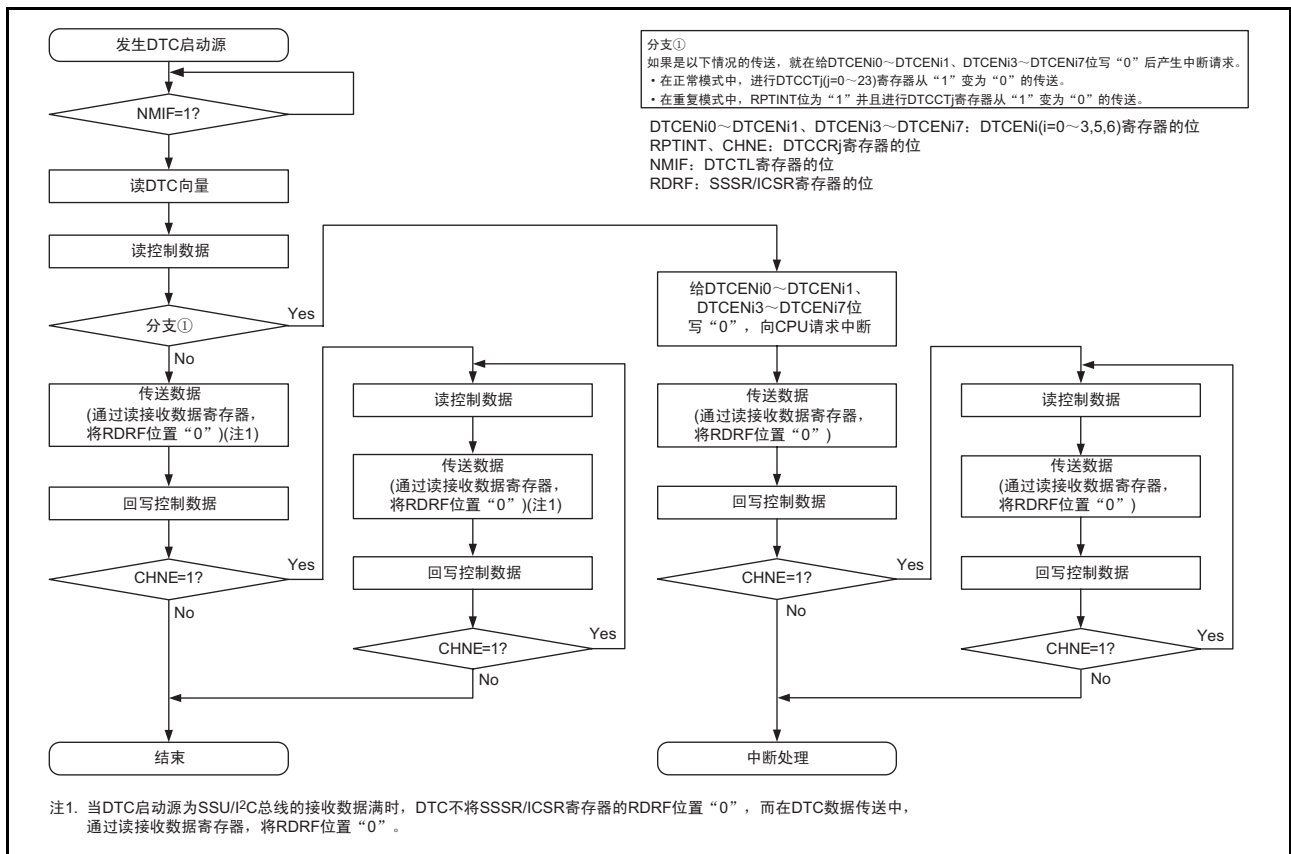 发生DTC启动源
NMIF=1?
读DTC向量
读控制数据
分支①
Yes
No
传送数据
(通过读接收数据寄存器，
将RDRF位置“0”)(注1)
回写控制数据
CHNE=1?
Yes
No
读控制数据
传送数据
(通过读接收数据寄存器，
将RDRF位置“0”)(注1)
回写控制数据
CHNE=1?
Yes
No
结束
分支①
如果是以下情况的传送，就在给DTCENi0～DTCENi1、DTCENi3～DTCENi7位写“0”后产生中断请求。
・在正常模式中，进行DTCCTj(j=0～23)寄存器从“1”变为“0”的传送。
・在重复模式中，RPTINT位为“1”并且进行DTCCTj寄存器从“1”变为“0”的传送。
DTCENi0～DTCENi1、DTCENi3～DTCENi7：DTCENi(i=0～3,5,6)寄存器的位
RPTINT、CHNE：DTCCRj寄存器的位
NMIF：DTCTL寄存器的位
RDRF：SSSR/ICSR寄存器的位
给DTCENi0～DTCENi1、
DTCENi3～DTCENi7位
写“0”，向CPU请求中断
传送数据
(通过读接收数据寄存器，
将RDRF位置“0”)
回写控制数据
CHNE=1?
Yes
No
读控制数据
传送数据
(通过读接收数据寄存器，
将RDRF位置“0”)
回写控制数据
CHNE=1?
Yes
No
中断处理
注1. 当DTC启动源为SSU/I²C总线的接收数据满时，DTC不将SSSR/ICSR寄存器的RDRF位置“0”，而在DTC数据传送中，
通过读接收数据寄存器，将RDRF位置“0”。